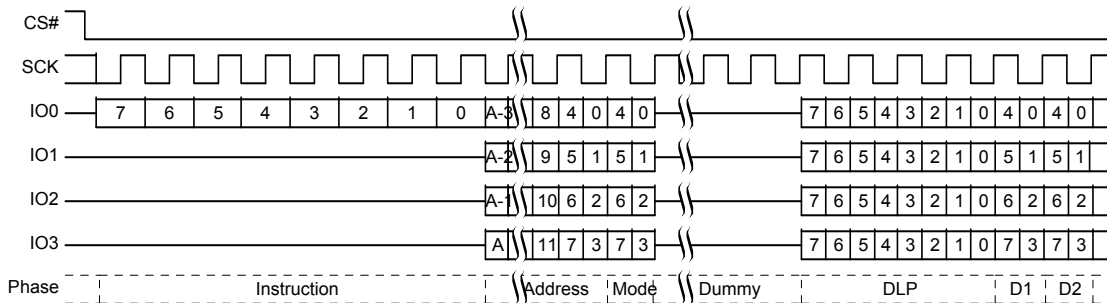 CS#
SCK
IO0 7 6 5 4 3 2 1 0 A-3 8 4 0 4 0 7 6 5 4 3 2 1 0 4 0 4 0
IO1 A-2 9 5 1 5 1 7 6 5 4 3 2 1 0 5 1 5 1
IO2 A-1 10 6 2 6 2 7 6 5 4 3 2 1 0 6 2 6 2
IO3 A 11 7 3 7 3 7 6 5 4 3 2 1 0 7 3 7 3
Phase Instruction Address Mode Dummy DLP D1 D2